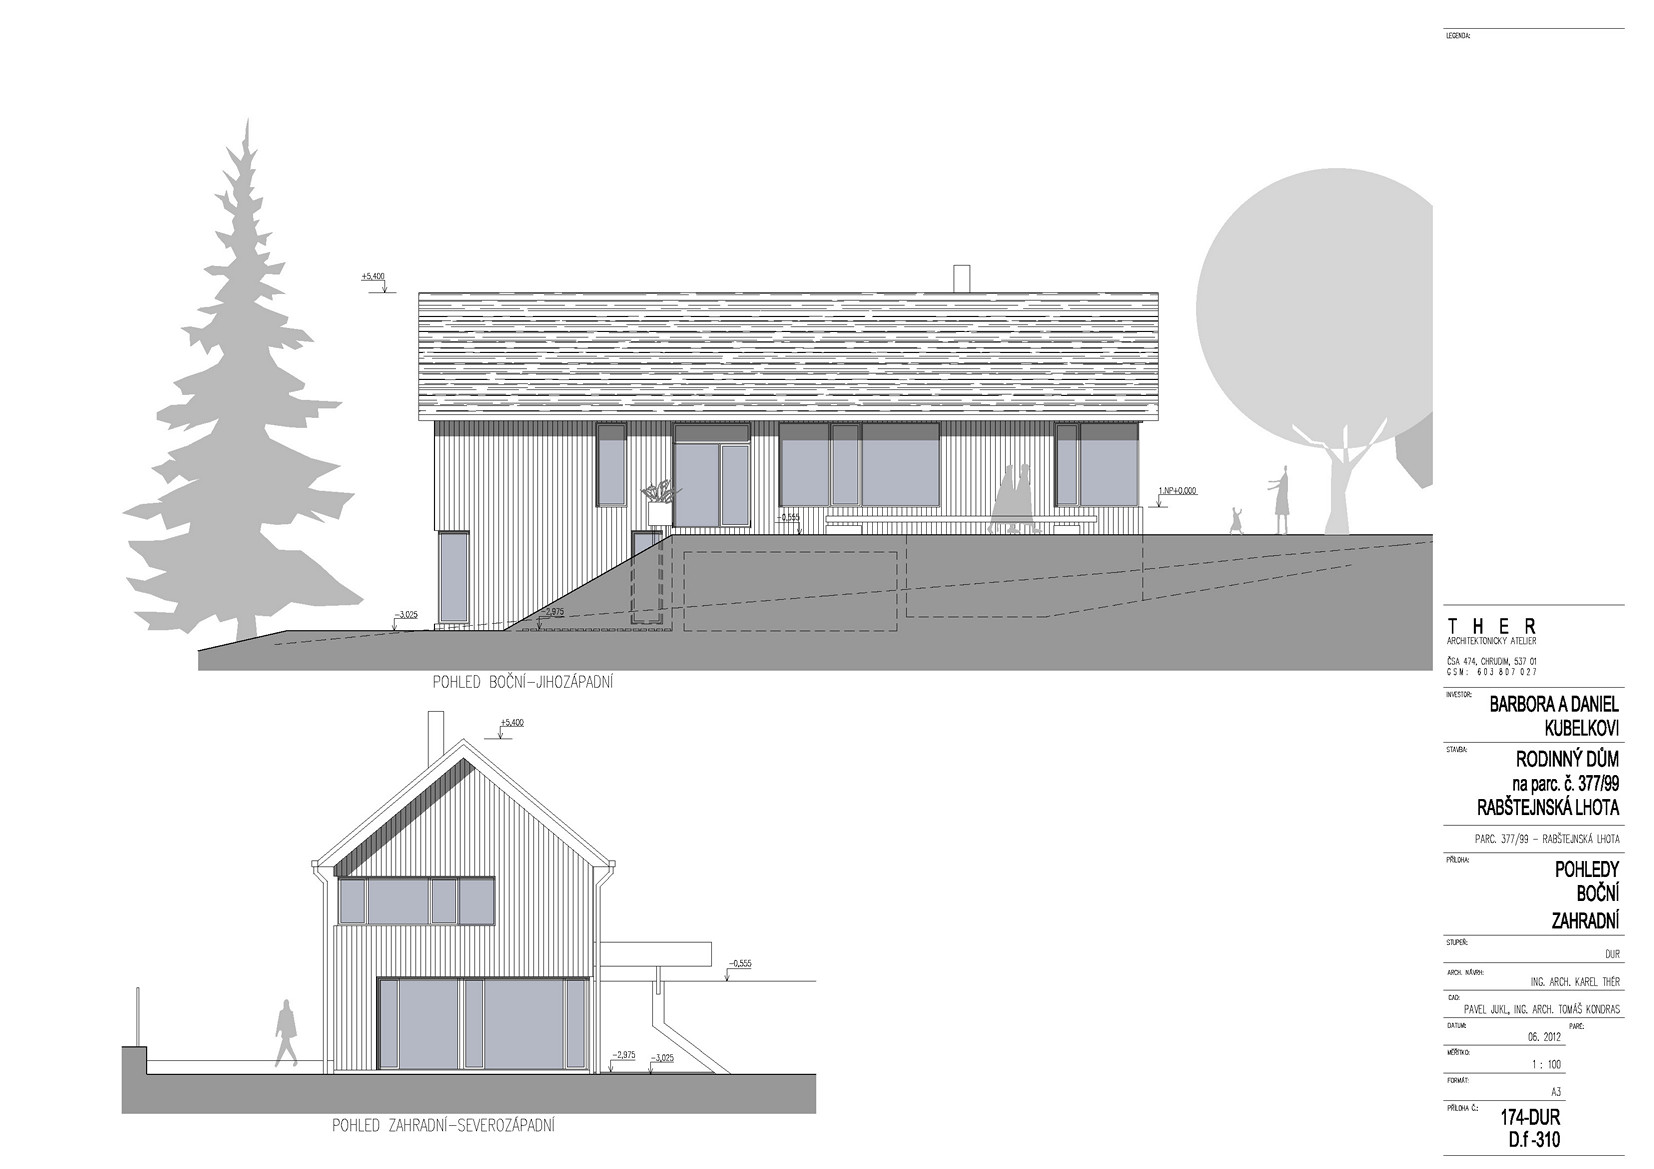 +5,400
1.NP+0,000
-0,555
-3,025
-2,975
POHLED BOČNÍ-JIHOZÁPADNÍ
+5,400
-0,555
-2,975
-3,025
POHLED ZAHRADNÍ-SEVEROZÁPADNÍ
LEGENDA:
THER
ARCHITEKTONICKÝ ATELIER
ČSA 474, CHRUDIM, 537 01
GSM: 603 807 027
INVESTOR:
BARBORA A DANIEL
KUBELKOVI
STAVBA:
RODINNÝ DŮM
na parc. č. 377/99
RABŠTEJNSKÁ LHOTA
PARC. 377/99 - RABŠTEJNSKÁ LHOTA
PŘÍLOHA:
POHLEDY
BOČNÍ
ZAHRADNÍ
STUPEŇ:
DUR
ARCH. NÁVRH:
ING. ARCH. KAREL THÉR
CAD:
PAVEL JUKL, ING. ARCH. TOMÁŠ KONDRAS
DATUM: PARÉ:
06. 2012
MĚŘÍTKO:
1 : 100
FORMÁT:
A3
PŘÍLOHA Č.:
174-DUR
D.f -310